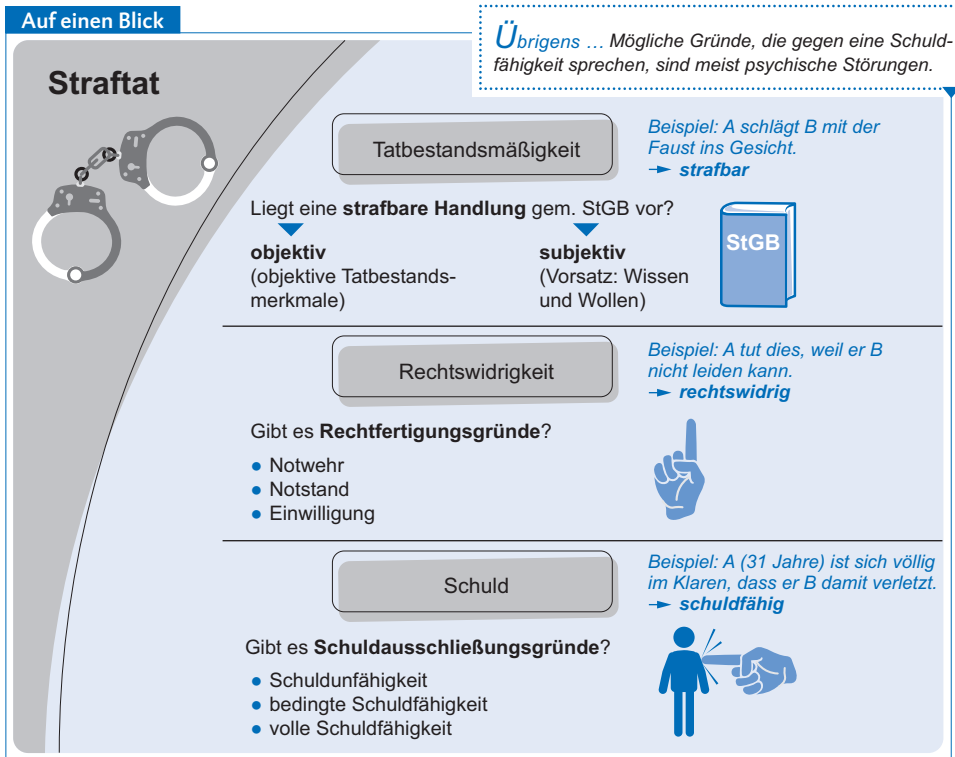 Auf einen Blick
Übrigens … Mögliche Gründe, die gegen eine Schuld-
fähigkeit sprechen, sind meist psychische Störungen.
Straftat
Tatbestandsmäßigkeit
Beispiel: A schlägt B mit der
Faust ins Gesicht.
→ strafbar
Liegt eine strafbare Handlung gem. StGB vor?
objektiv
(objektive Tatbestands-
merkmale)
subjektiv
(Vorsatz: Wissen
und Wollen)
StGB
Rechtswidrigkeit
Beispiel: A tut dies, weil er B
nicht leiden kann.
→ rechtswidrig
Gibt es Rechtfertigungsgründe?
• Notwehr
• Notstand
• Einwilligung
Schuld
Beispiel: A (31 Jahre) ist sich völlig
im Klaren, dass er B damit verletzt.
→ schuldfähig
Gibt es Schuldausschließungsgründe?
• Schuldunfähigkeit
• bedingte Schuldfähigkeit
• volle Schuldfähigkeit